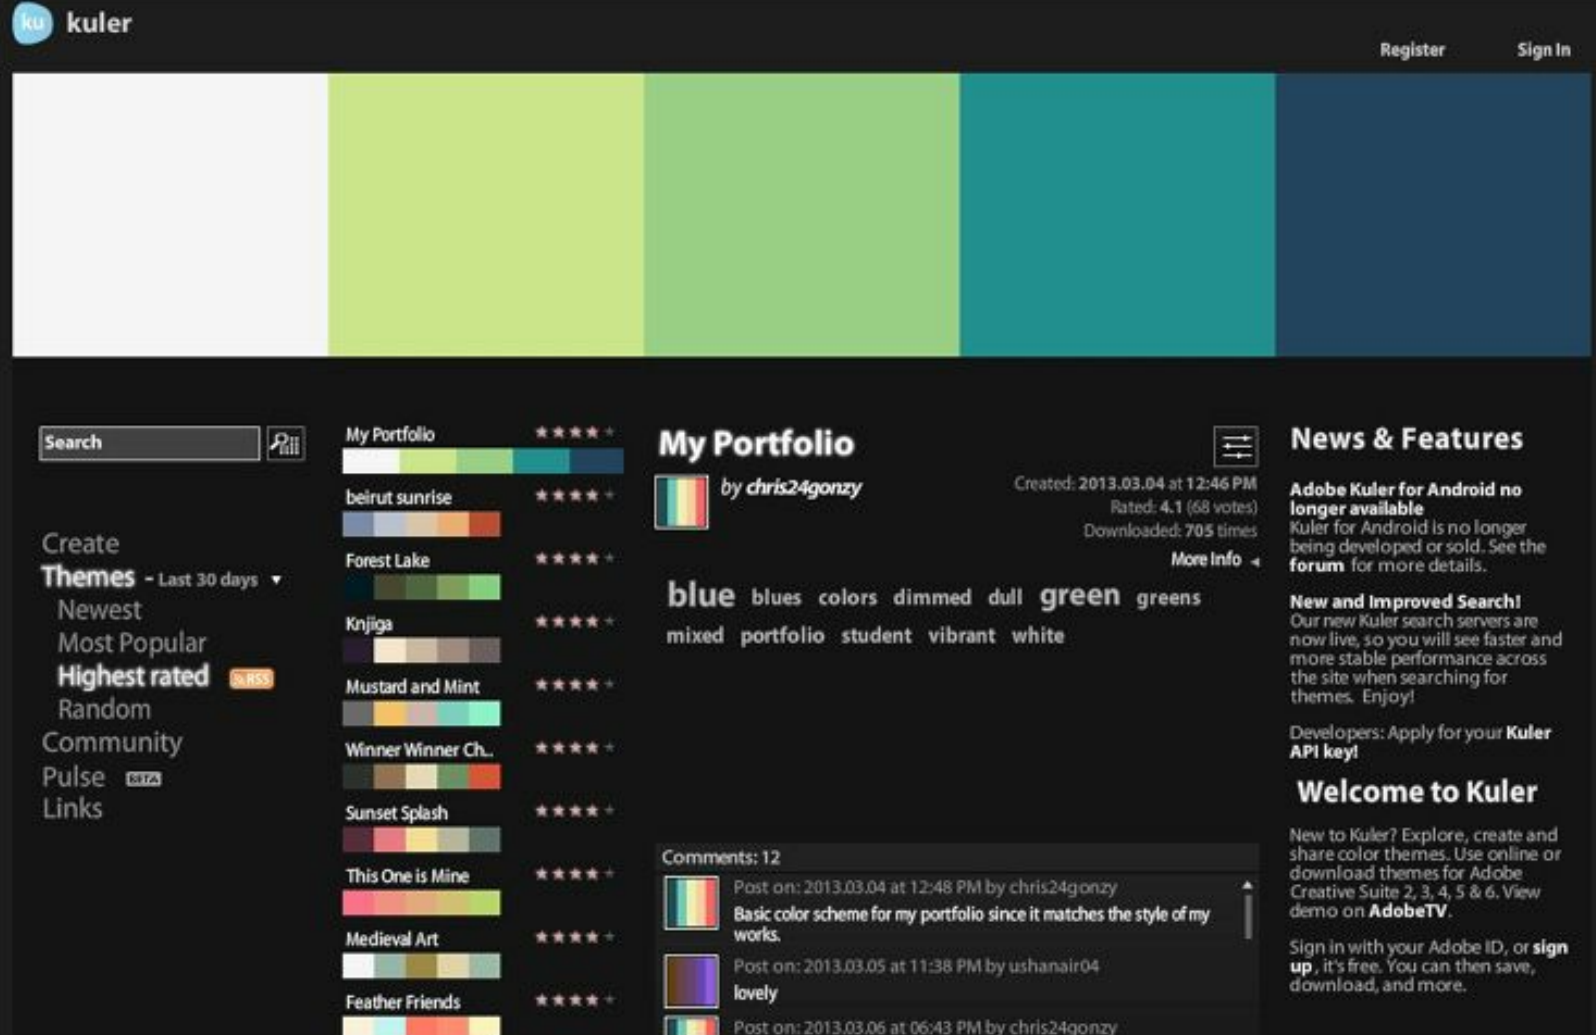 ku kuler
Register Sign In
Search
Create
Themes - Last 30 days
Newest
Most Popular
Highest rated RSS
Random
Community
Pulse BETA
Links
My Portfolio
beirut sunrise
Forest Lake
Knjiga
Mustard and Mint
Winner Winner Ch...
Sunset Splash
This One is Mine
Medieval Art
Feather Friends
My Portfolio
by chris24gonzy
Created: 2013.03.04 at 12:46 PM
Rated: 4.1 (68 votes)
Downloaded: 705 times
More Info
blue blues colors dimmed dull green greens
mixed portfolio student vibrant white
Comments: 12
Post on: 2013.03.04 at 12:48 PM by chris24gonzy
Basic color scheme for my portfolio since it matches the style of my
works.
Post on: 2013.03.05 at 11:38 PM by ushanair04
lovely
Post on: 2013.03.06 at 06:43 PM by chris24gonzy
News & Features
Adobe Kuler for Android no
longer available
Kuler for Android is no longer
being developed or sold. See the
forum for more details.
New and Improved Search!
Our new Kuler search servers are
now live, so you will see faster and
more stable performance across
the site when searching for
themes. Enjoy!
Developers: Apply for your Kuler
API key!
Welcome to Kuler
New to Kuler? Explore, create and
share color themes. Use online or
download themes for Adobe
Creative Suite 2, 3, 4, 5 & 6. View
demo on AdobeTV.
Sign in with your Adobe ID, or sign
up, it's free. You can then save,
download, and more.